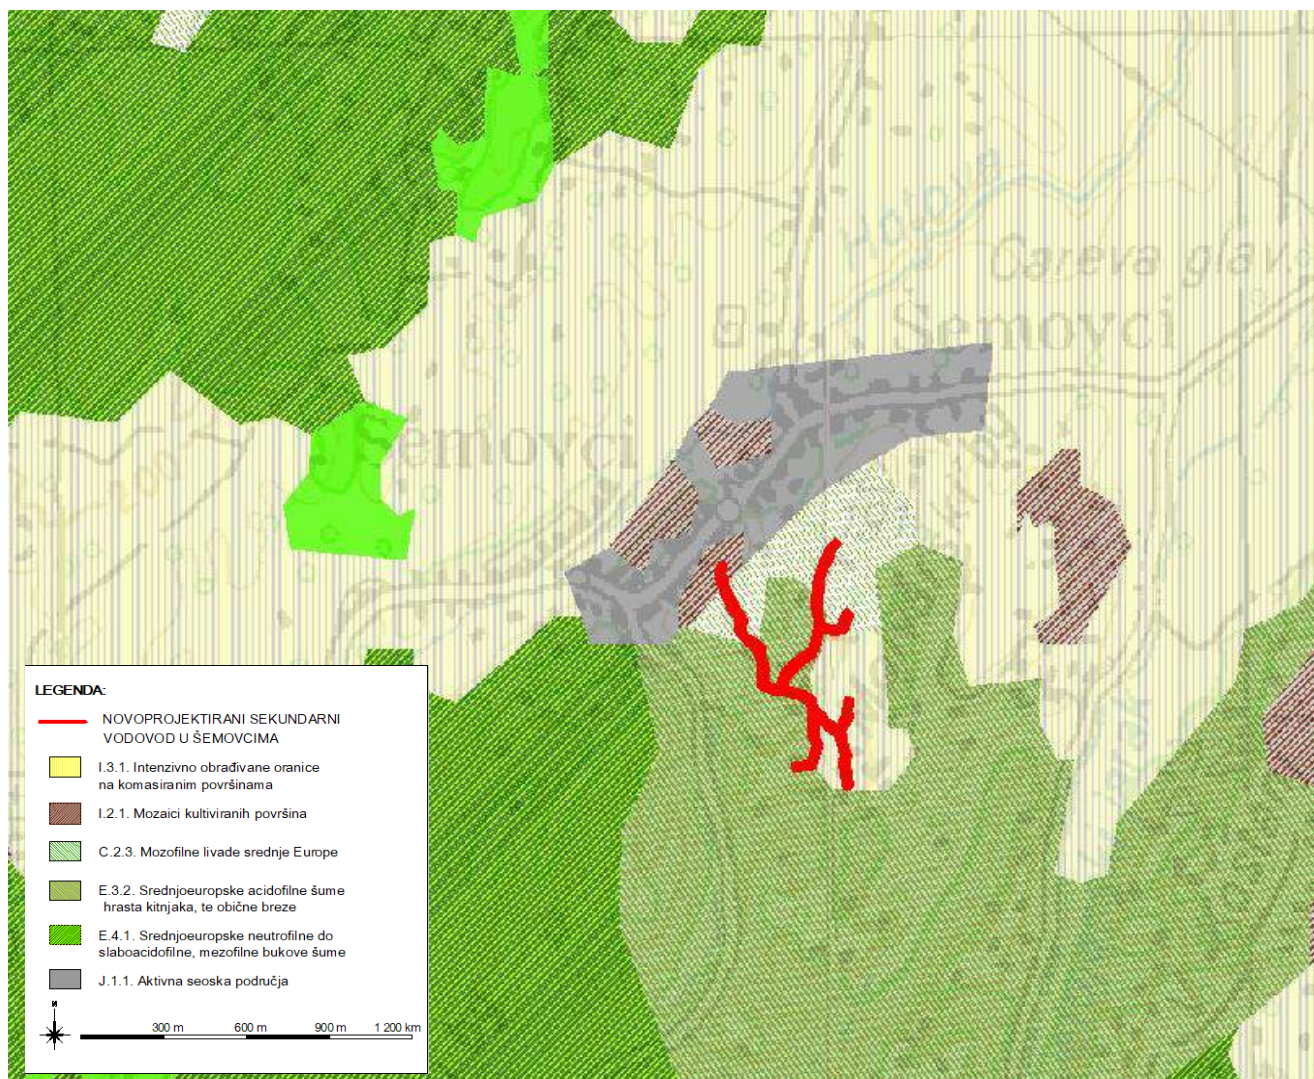 Careva glav
Šemovci
Šemovci
LEGENDA:
NOVOPROJEKTIRANI SEKUNDARNI
VODOVOD U ŠEMOVCIMA
I.3.1. Intenzivno obrađivane oranice
na komasiranim površinama
I.2.1. Mozaici kultiviranih površina
C.2.3. Mozofilne livade srednje Europe
E.3.2. Srednjoeuropske acidofilne šume
hrasta kitnjaka, te obične breze
E.4.1. Srednjoeuropske neutrofilne do
slaboacidofilne, mezofilne bukove šume
J.1.1. Aktivna seoska područja
300 m 600 m 900 m 1 200 km